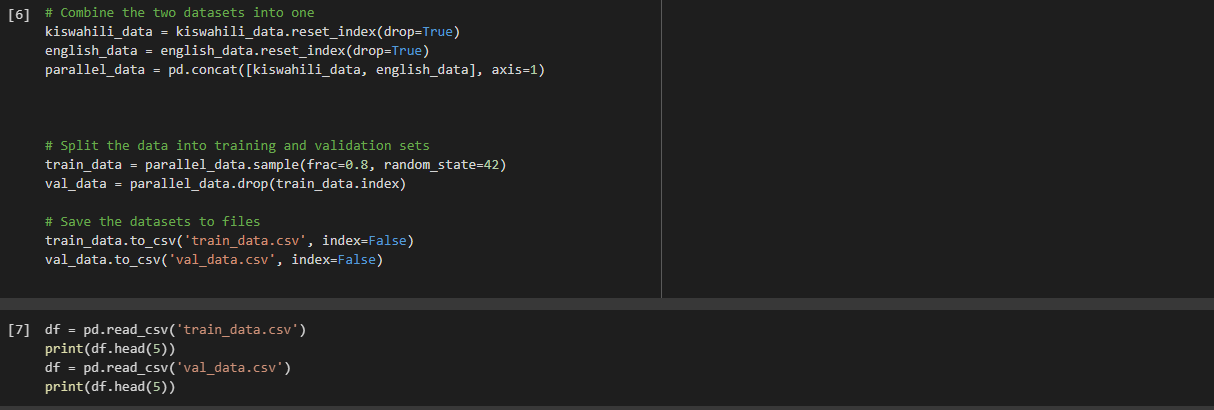 [6] # Combine the two datasets into one
kiswahili_data = kiswahili_data.reset_index(drop=True)
english_data = english_data.reset_index(drop=True)
parallel_data = pd.concat([kiswahili_data, english_data], axis=1)
# Split the data into training and validation sets
train_data = parallel_data.sample(frac=0.8, random_state=42)
val_data = parallel_data.drop(train_data.index)
# Save the datasets to files
train_data.to_csv('train_data.csv', index=False)
val_data.to_csv('val_data.csv', index=False)
[7] df = pd.read_csv('train_data.csv')
print(df.head(5))
df = pd.read_csv('val_data.csv')
print(df.head(5))